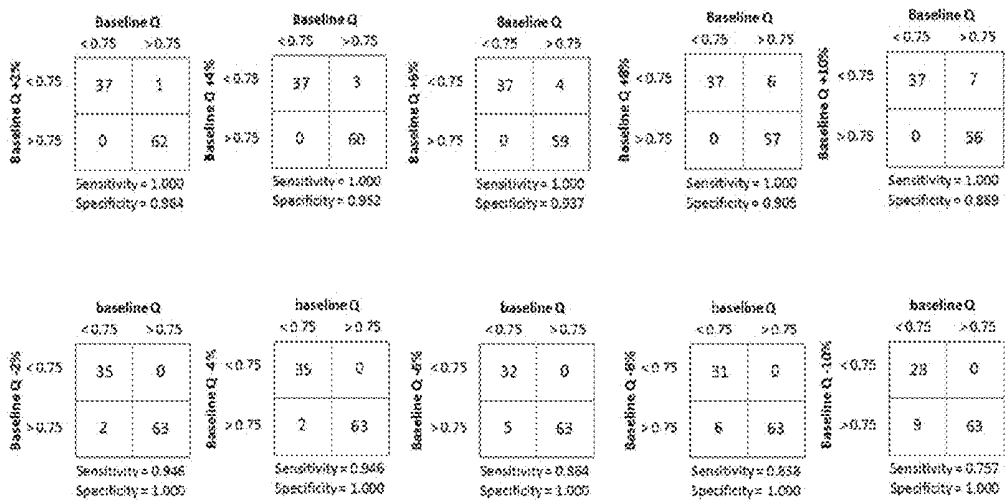 Baseline Q Baseline Q Baseline Q Baseline Q Baseline Q
<0.75 >0.75 <0.75 >0.75 <0.75 >0.75 <0.75 >0.75 <0.75 >0.75
Baseline Q +2% <0.75 37 1
>0.75 0 62
Sensitivity = 1.000
Specificity = 0.984
Baseline Q +4% <0.75 37 3
>0.75 0 60
Sensitivity = 1.000
Specificity = 0.952
Baseline Q +6% <0.75 37 4
>0.75 0 59
Sensitivity = 1.000
Specificity = 0.937
Baseline Q +8% <0.75 37 6
>0.75 0 57
Sensitivity = 1.000
Specificity = 0.905
Baseline Q +10% <0.75 37 7
>0.75 0 56
Sensitivity = 1.000
Specificity = 0.889
baseline Q baseline Q baseline Q baseline Q baseline Q
<0.75 >0.75 <0.75 >0.75 <0.75 >0.75 <0.75 >0.75 <0.75 >0.75
Baseline Q -2% <0.75 35 0
>0.75 2 63
Sensitivity = 0.946
Specificity = 1.000
Baseline Q -4% <0.75 35 0
>0.75 2 63
Sensitivity = 0.946
Specificity = 1.000
Baseline Q -6% <0.75 32 0
>0.75 5 63
Sensitivity = 0.864
Specificity = 1.000
Baseline Q -8% <0.75 31 0
>0.75 6 63
Sensitivity = 0.838
Specificity = 1.000
Baseline Q -10% <0.75 28 0
>0.75 9 63
Sensitivity = 0.757
Specificity = 1.000